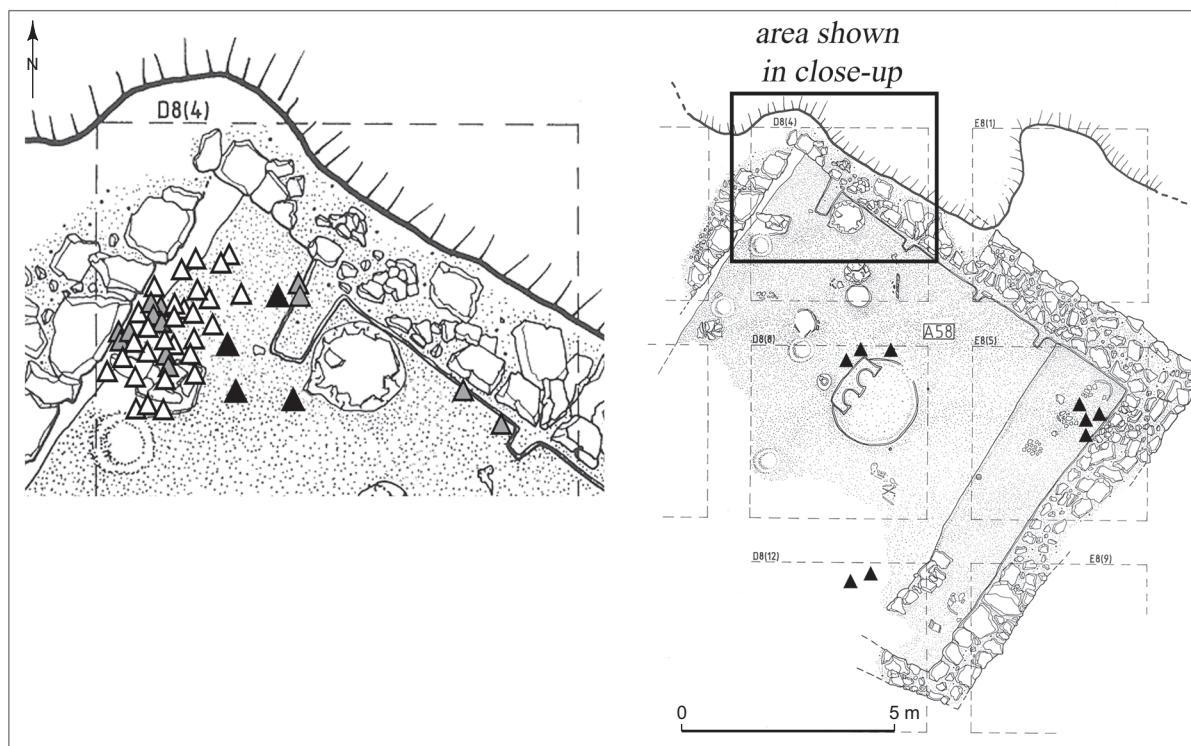 N
D8(4)
area shown
in close-up
D8(4)
E8(1)
A58
D8(8)
E8(5)
D8(12)
E8(9)
0
5 m